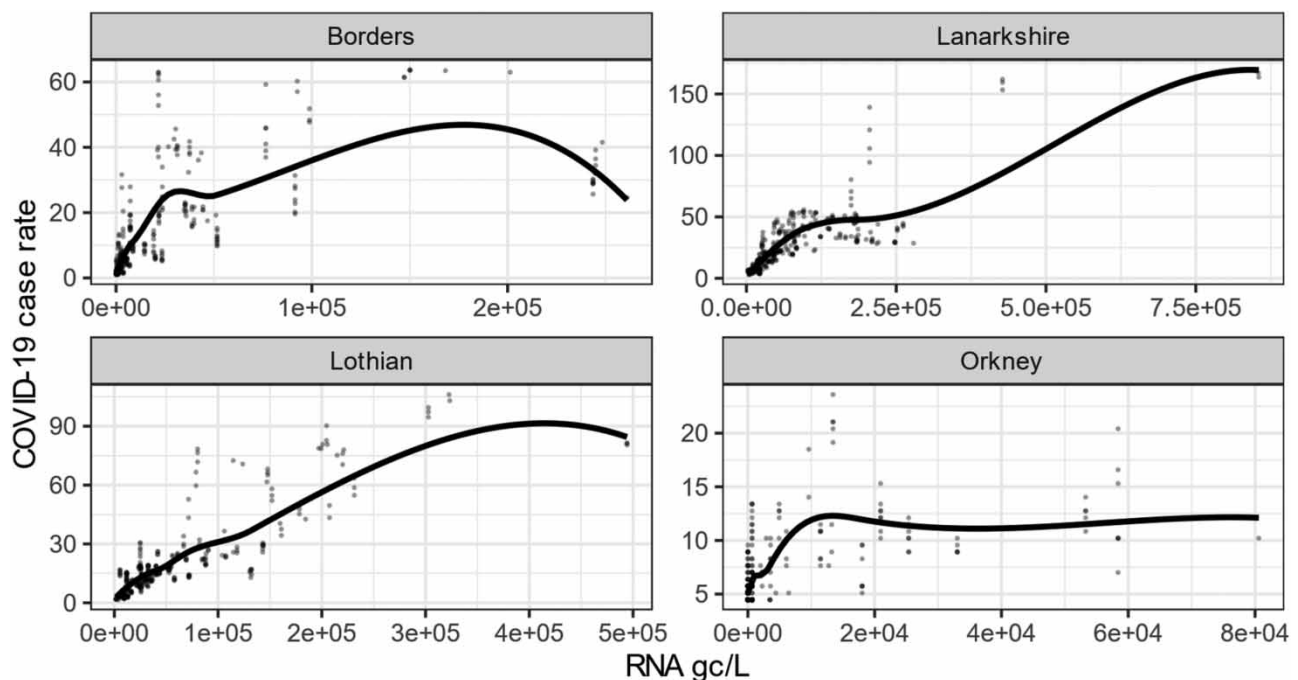 Borders
Lanarkshire
COVID-19 case rate
60
40
20
0
0e+00 1e+05 2e+05
150
100
50
0
0.0e+00 2.5e+05 5.0e+05 7.5e+05
Lothian
Orkney
90
60
30
0
0e+00 1e+05 2e+05 3e+05 4e+05 5e+05
20
15
10
5
0e+00 2e+04 4e+04 6e+04 8e+04
RNA gc/L